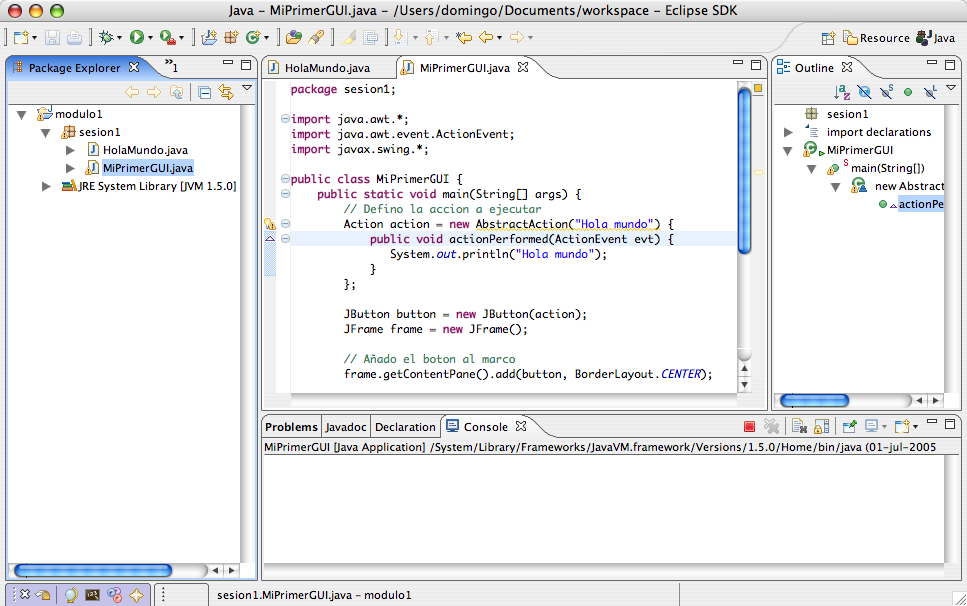 Java - MiPrimerGUI.java - /Users/domingo/Documents/workspace - Eclipse SDK
Resource Java
Package Explorer
»1
modulo1
sesion1
HolaMundo.java
MiPrimerGUI.java
JRE System Library [JVM 1.5.0]
HolaMundo.java
MiPrimerGUI.java
package sesion1;
import java.awt.*;
import java.awt.event.ActionEvent;
import javax.swing.*;
public class MiPrimerGUI {
public static void main(String[] args) {
// Defino la accion a ejecutar
Action action = new AbstractAction("Hola mundo") {
public void actionPerformed(ActionEvent evt) {
System.out.println("Hola mundo");
}
};
JButton button = new JButton(action);
JFrame frame = new JFrame();
// Añado el boton al marco
frame.getContentPane().add(button, BorderLayout.CENTER);
Outline
sesion1
import declarations
MiPrimerGUI
main(String[])
new Abstract
actionPe
Problems Javadoc Declaration Console
MiPrimerGUI [Java Application] /System/Library/Frameworks/JavaVM.framework/Versions/1.5.0/Home/bin/java (01-jul-2005
sesion1.MiPrimerGUI.java - modulo1